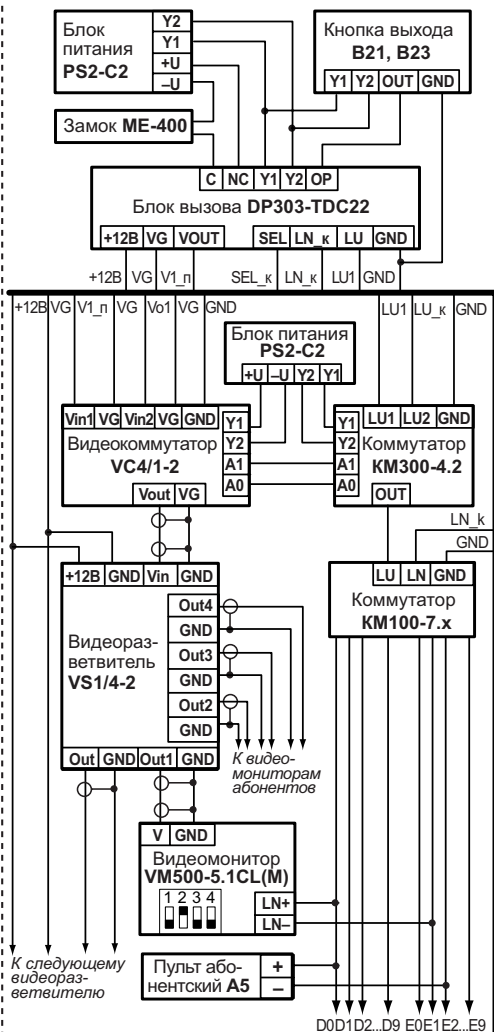 Блок
питания
PS2-C2
Y2
Y1
+U
–U
Кнопка выхода
B21, B23
Y1 Y2 OUT GND
Замок ME-400
C NC Y1 Y2 OP
Блок вызова DP303-TDC22
+12В VG VOUT SEL LN_к LU GND
+12В VG V1_п SEL_к LN_к LU1 GND
+12В VG V1_п VG Vo1 VG GND LU1 LU_к GND
Блок питания
PS2-C2
+U –U Y2 Y1
Vin1 VG Vin2 VG GND
Видеокоммутатор
VC4/1-2
Y1
Y2
A1
A0
Vout VG
Y1
Y2
A1
A0
LU1 LU2 GND
Коммутатор
КМ300-4.2
OUT
LN_k
GND
LU LN GND
Коммутатор
КМ100-7.х
+12В GND Vin GND
Видеораз-
ветвитель
VS1/4-2
Out4
GND
Out3
GND
Out2
GND
Out GND Out1 GND
К видео-
мониторам
абонентов
V GND
Видеомонитор
VM500-5.1CL(M)
1 2 3 4
LN+
LN–
К следующему
видеораз-
ветвителю
Пульт або-
нентский A5
+
–
D0D1D2...D9 E0E1E2...E9